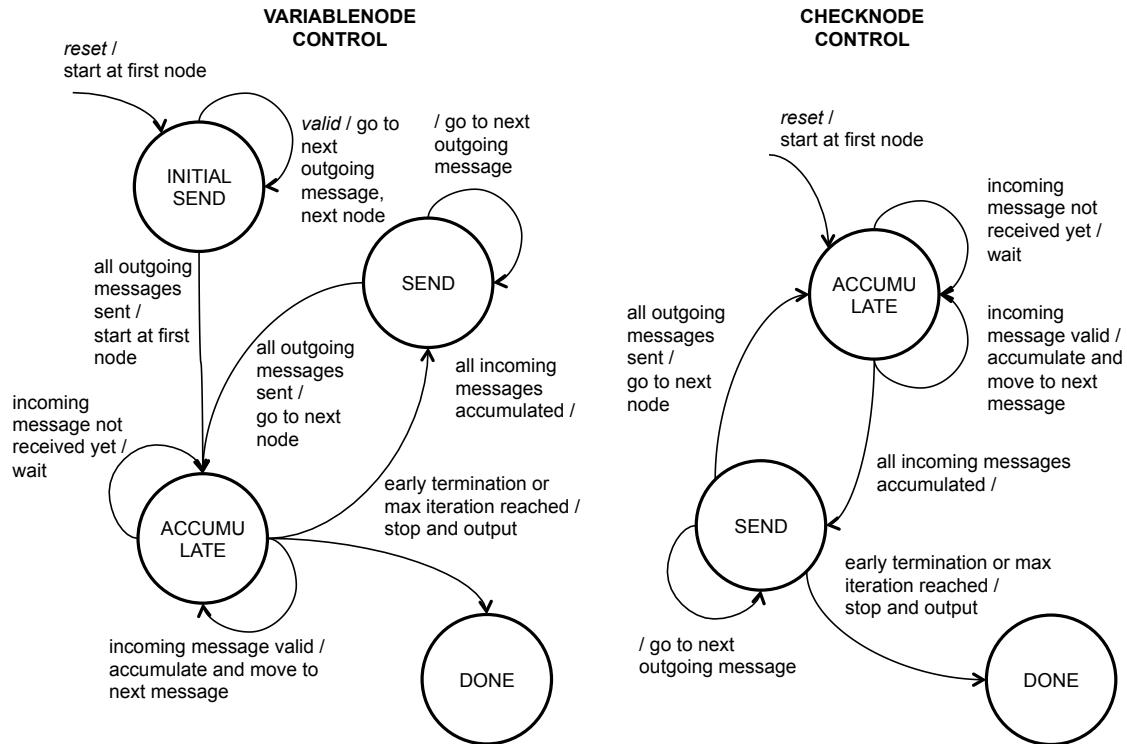 VARIABLENODE
CONTROL
reset /
start at first node
INITIAL
SEND
valid / go to
next
outgoing
message,
next node
/ go to next
outgoing
message
SEND
all outgoing
messages
sent /
start at first
node
all outgoing
messages
sent /
go to next
node
all incoming
messages
accumulated /
incoming
message not
received yet /
wait
ACCUMU
LATE
early termination or
max iteration reached /
stop and output
incoming message valid /
accumulate and move to
next message
DONE
CHECKNODE
CONTROL
reset /
start at first node
incoming
message not
received yet /
wait
ACCUMU
LATE
incoming
message valid /
accumulate and
move to next
message
all outgoing
messages
sent /
go to next
node
all incoming messages
accumulated /
SEND
early termination or max
iteration reached /
stop and output
/ go to next
outgoing message
DONE